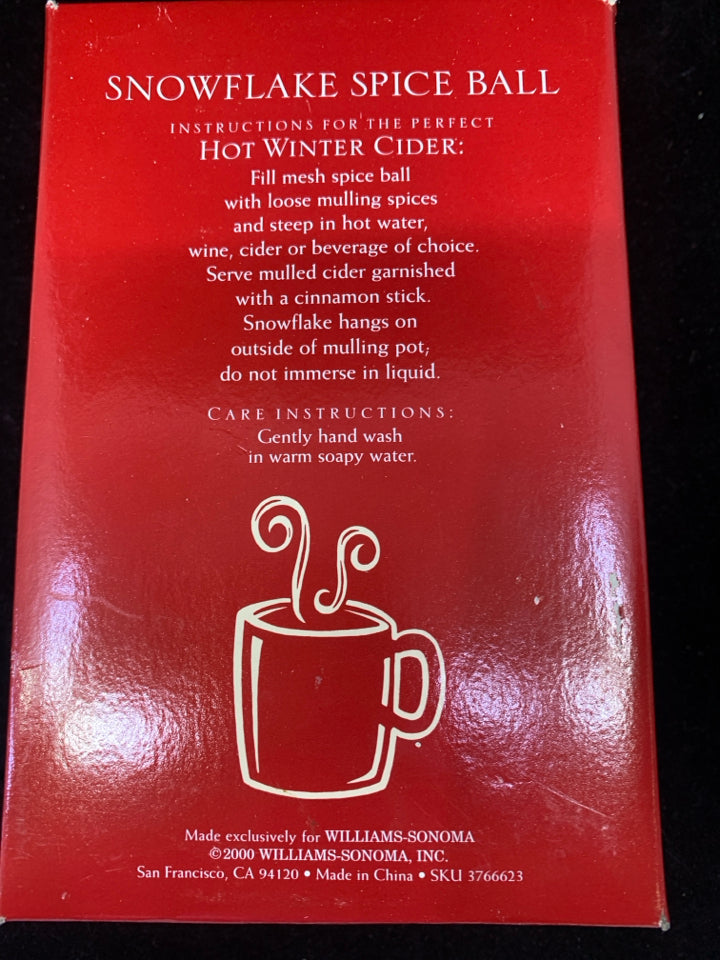 SNOWFLAKE SPICE BALL
INSTRUCTIONS FOR THE PERFECT
HOT WINTER CIDER:
Fill mesh spice ball
with loose mulling spices
and steep in hot water,
wine, cider or beverage of choice.
Serve mulled cider garnished
with a cinnamon stick.
Snowflake hangs on
outside of mulling pot;
do not immerse in liquid.
CARE INSTRUCTIONS:
Gently hand wash
in warm soapy water.
Made exclusively for WILLIAMS-SONOMA
©2000 WILLIAMS-SONOMA, INC.
San Francisco, CA 94120 • Made in China • SKU 3766623